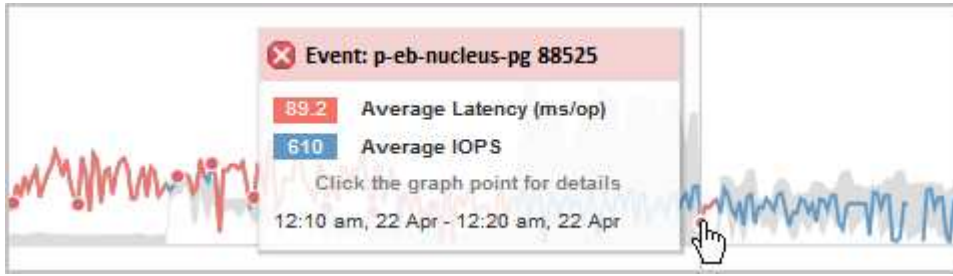 Event: p-eb-nucleus-pg 88525
89.2 Average Latency (ms/op)
610 Average IOPS
Click the graph point for details
12:10 am, 22 Apr - 12:20 am, 22 Apr